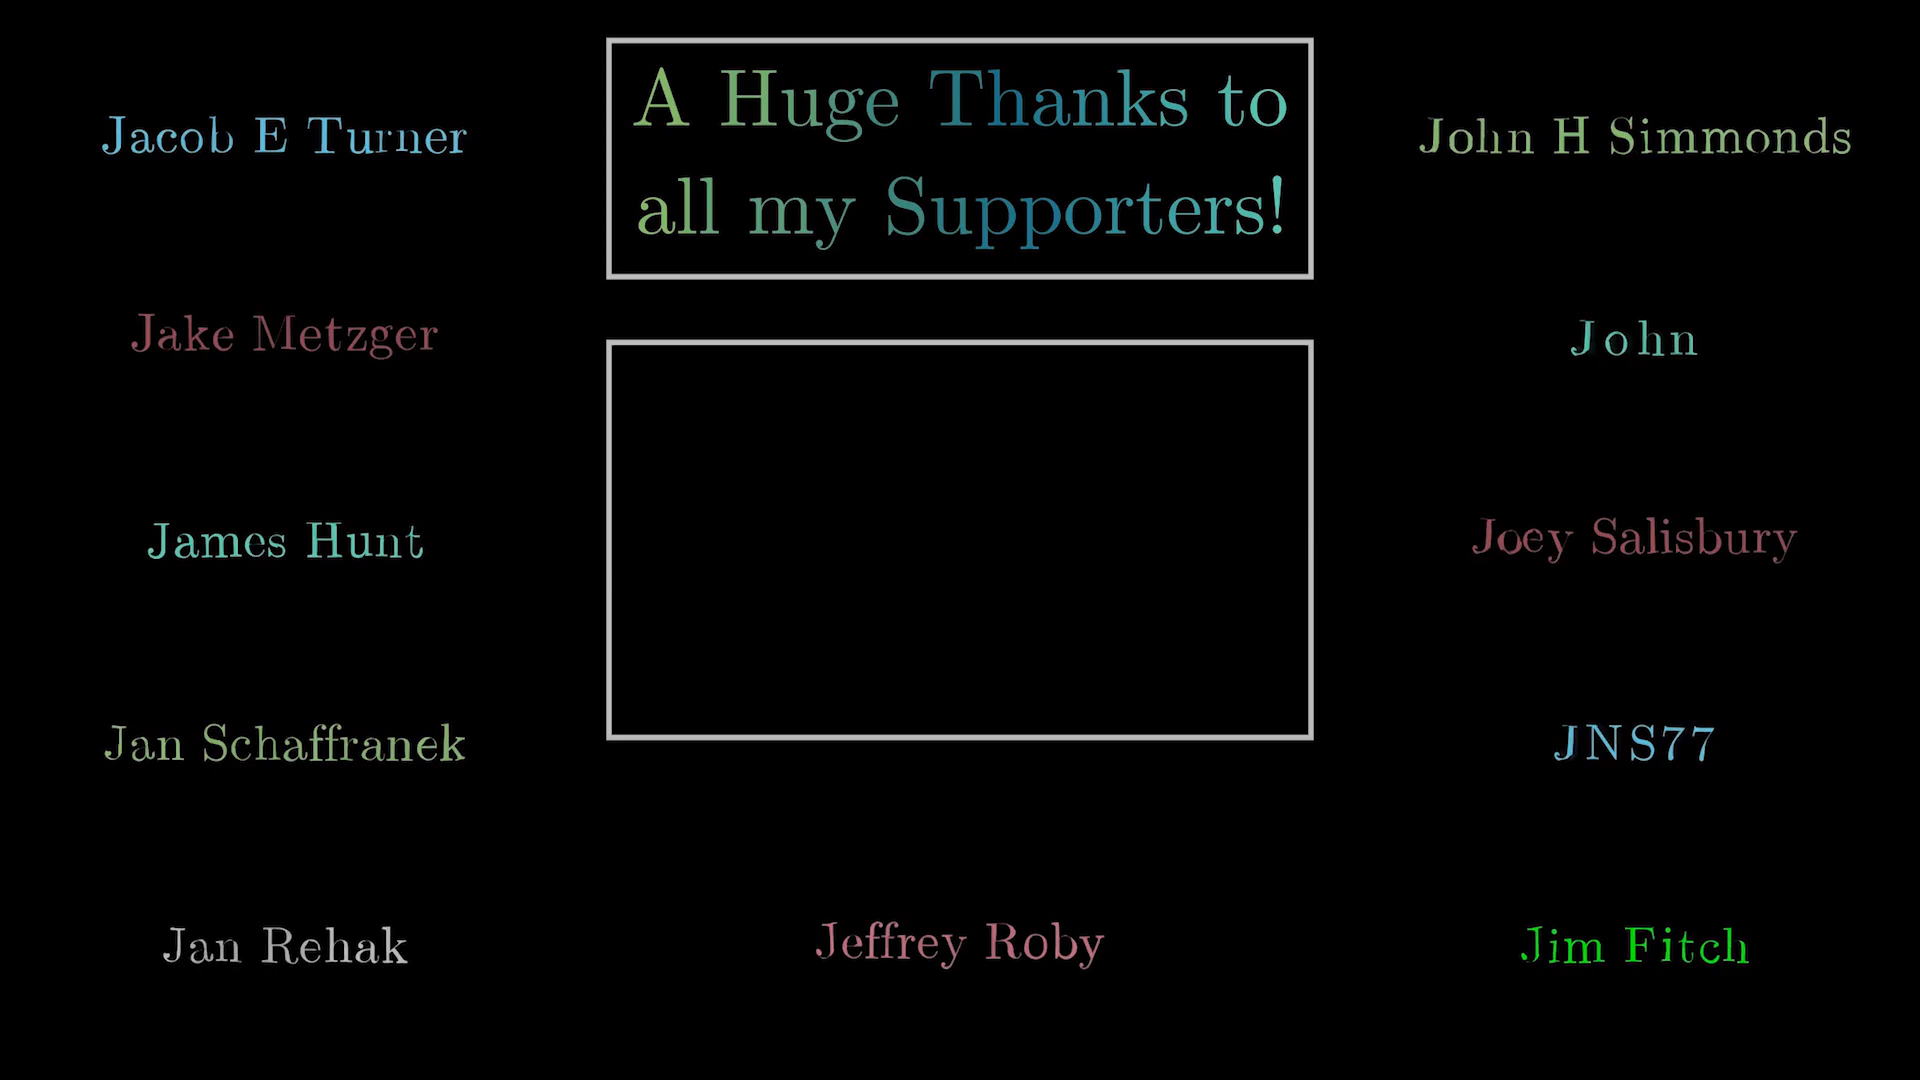 A Huge Thanks to
all my Supporters!
Jacob E Turner
Jake Metzger
James Hunt
Jan Schaffranek
Jan Rehak
Jeffrey Roby
John H Simmonds
John
Joey Salisbury
JNS77
Jim Fitch